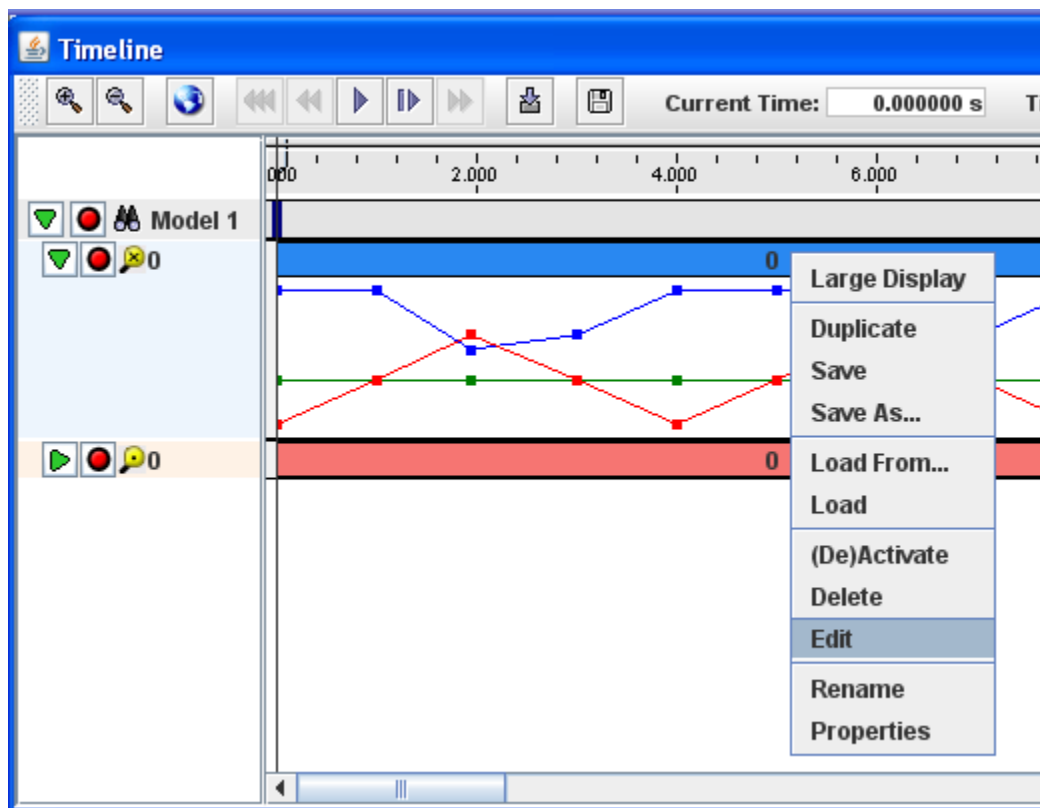 Timeline
Current Time: 0.000000 s
2.000 4.000 6.000
Model 1
0 0
Large Display
Duplicate
Save
Save As...
0 0
Load From...
Load
(De)Activate
Delete
Edit
Rename
Properties